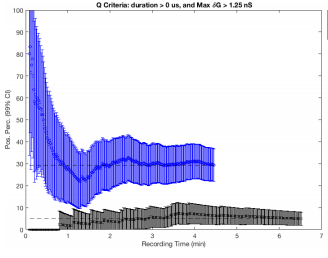 Q Criteria: duration > 0 us, and Max δG > 1.25 nS
Pos. Perc. (99% CI)
100
90
80
70
60
50
40
30
20
10
0
0 1 2 3 4 5 6 7
Recording Time (min)